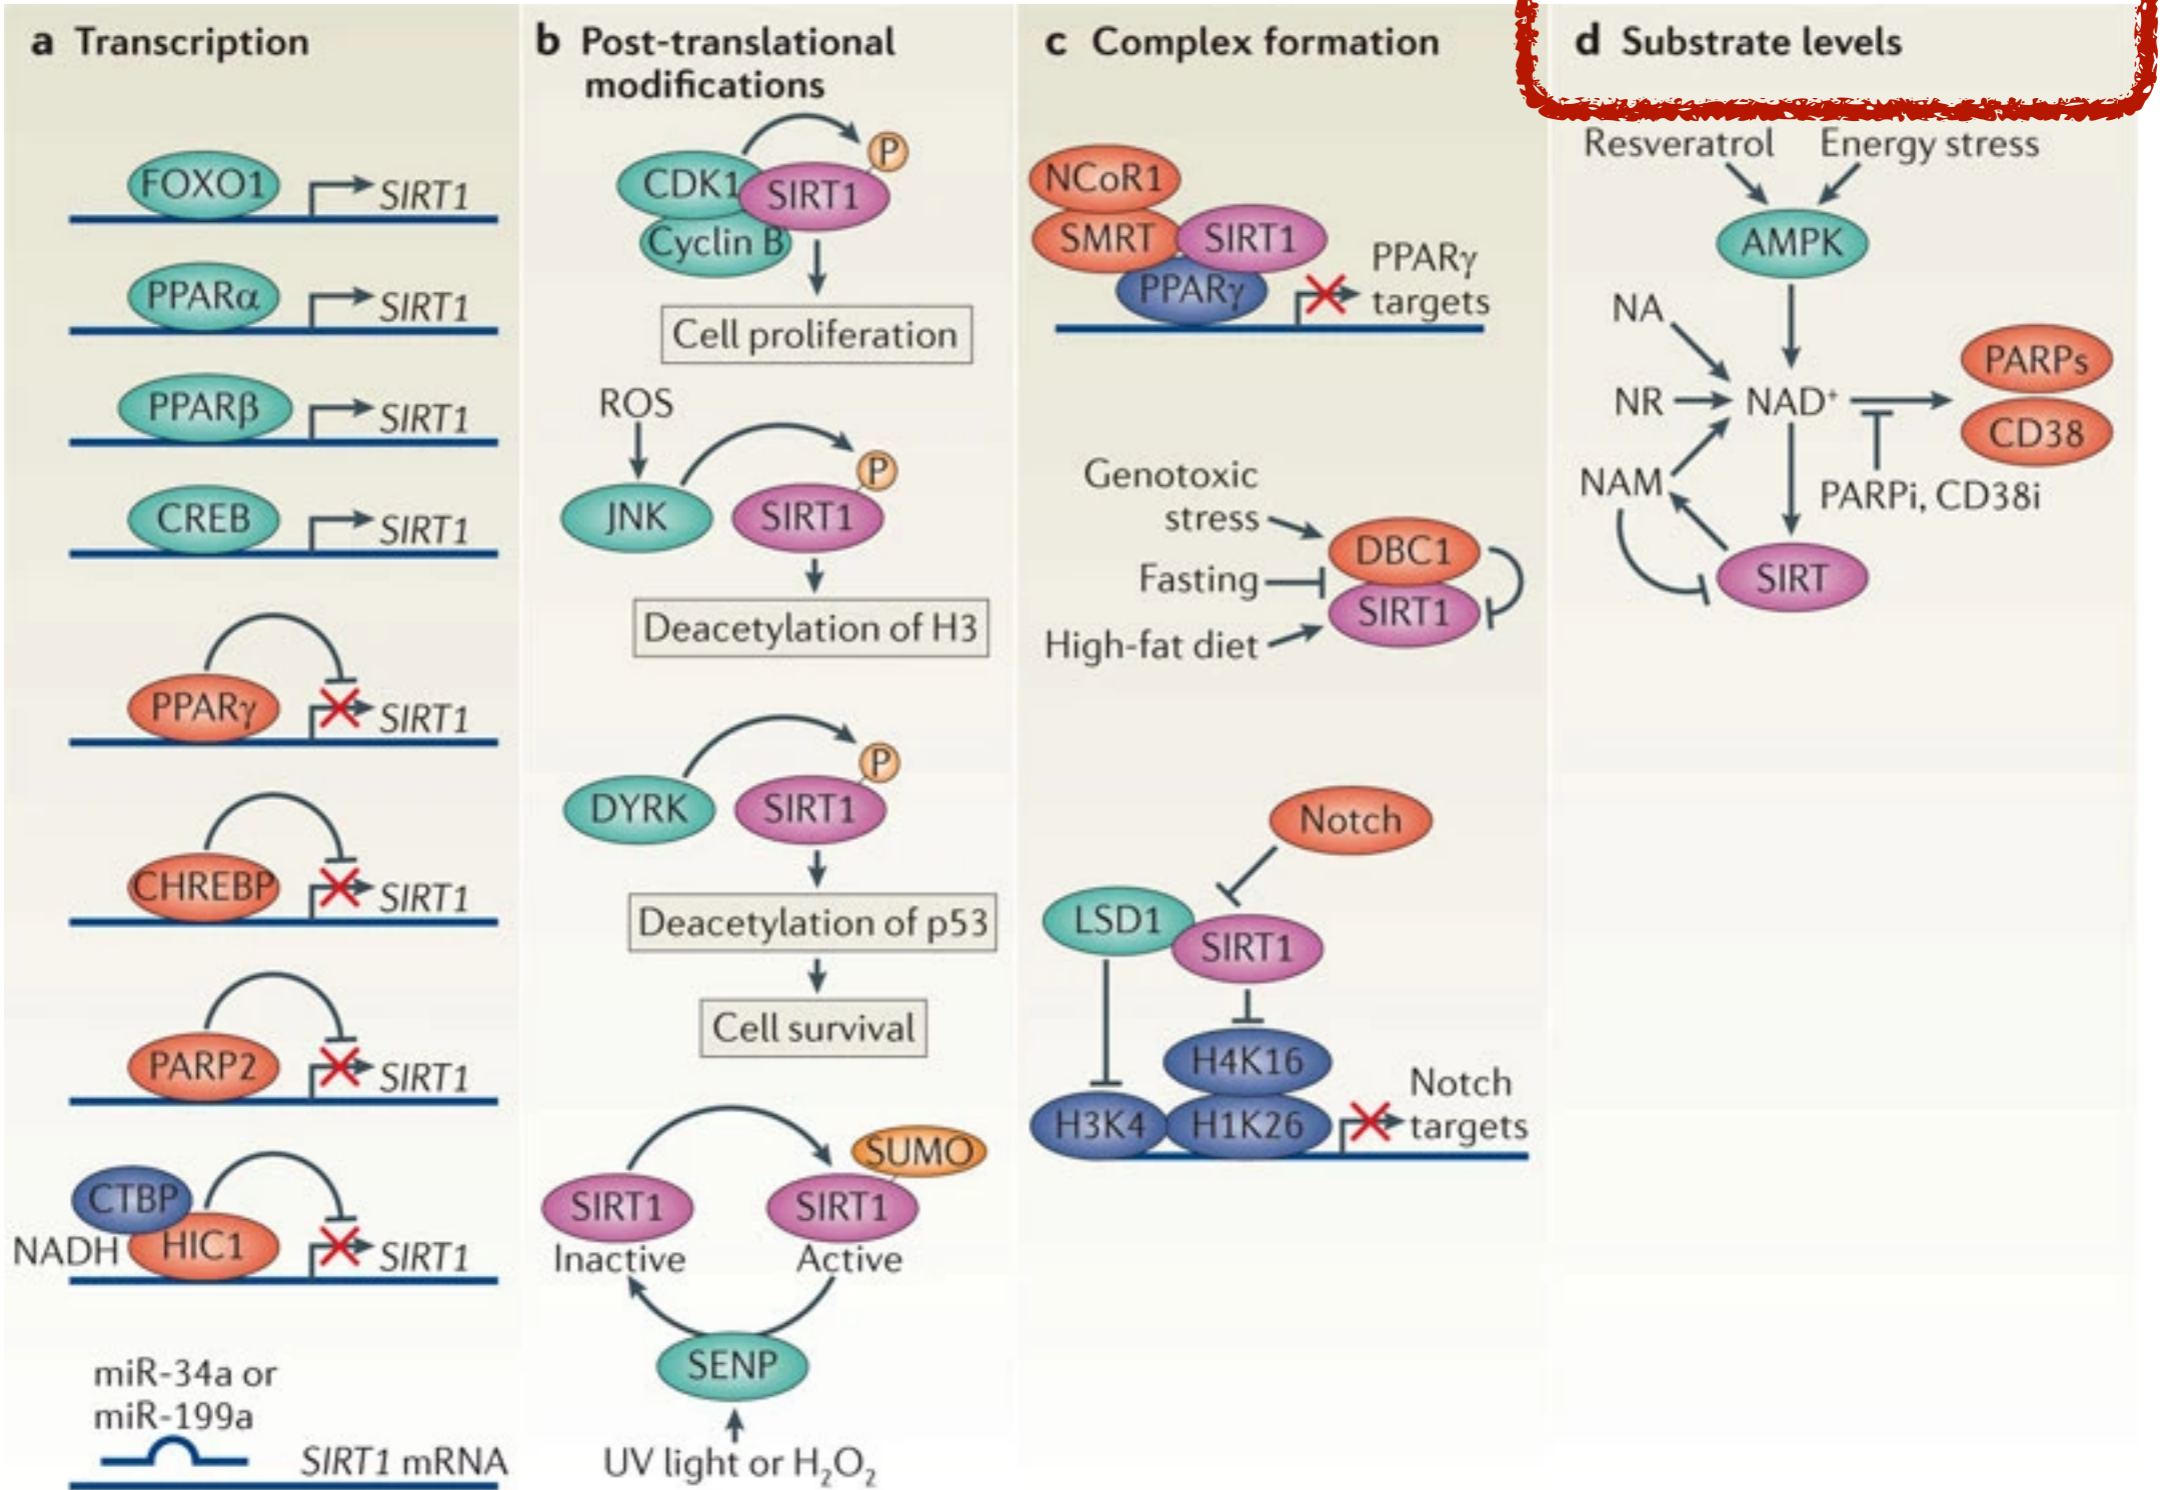 a Transcription
FOXO1
SIRT1
PPARα
SIRT1
PPARβ
SIRT1
CREB
SIRT1
PPARγ
SIRT1
CHREBP
SIRT1
PARP2
SIRT1
CTBP
NADH
HIC1
SIRT1
miR-34a or
miR-199a
SIRT1 mRNA
b Post-translational
modifications
P
CDK1
SIRT1
Cyclin B
Cell proliferation
ROS
P
JNK
SIRT1
Deacetylation of H3
P
DYRK
SIRT1
Deacetylation of p53
Cell survival
SUMO
SIRT1
SIRT1
Inactive
Active
SENP
UV light or H₂O₂
c Complex formation
NCoR1
SMRT
SIRT1
PPARγ
PPARγ
targets
Genotoxic
stress
DBC1
Fasting
SIRT1
High-fat diet
Notch
LSD1
SIRT1
H4K16
H3K4
H1K26
Notch
targets
d Substrate levels
Resveratrol
Energy stress
AMPK
NA
PARPs
NR
NAD⁺
CD38
NAM
PARPi, CD38i
SIRT